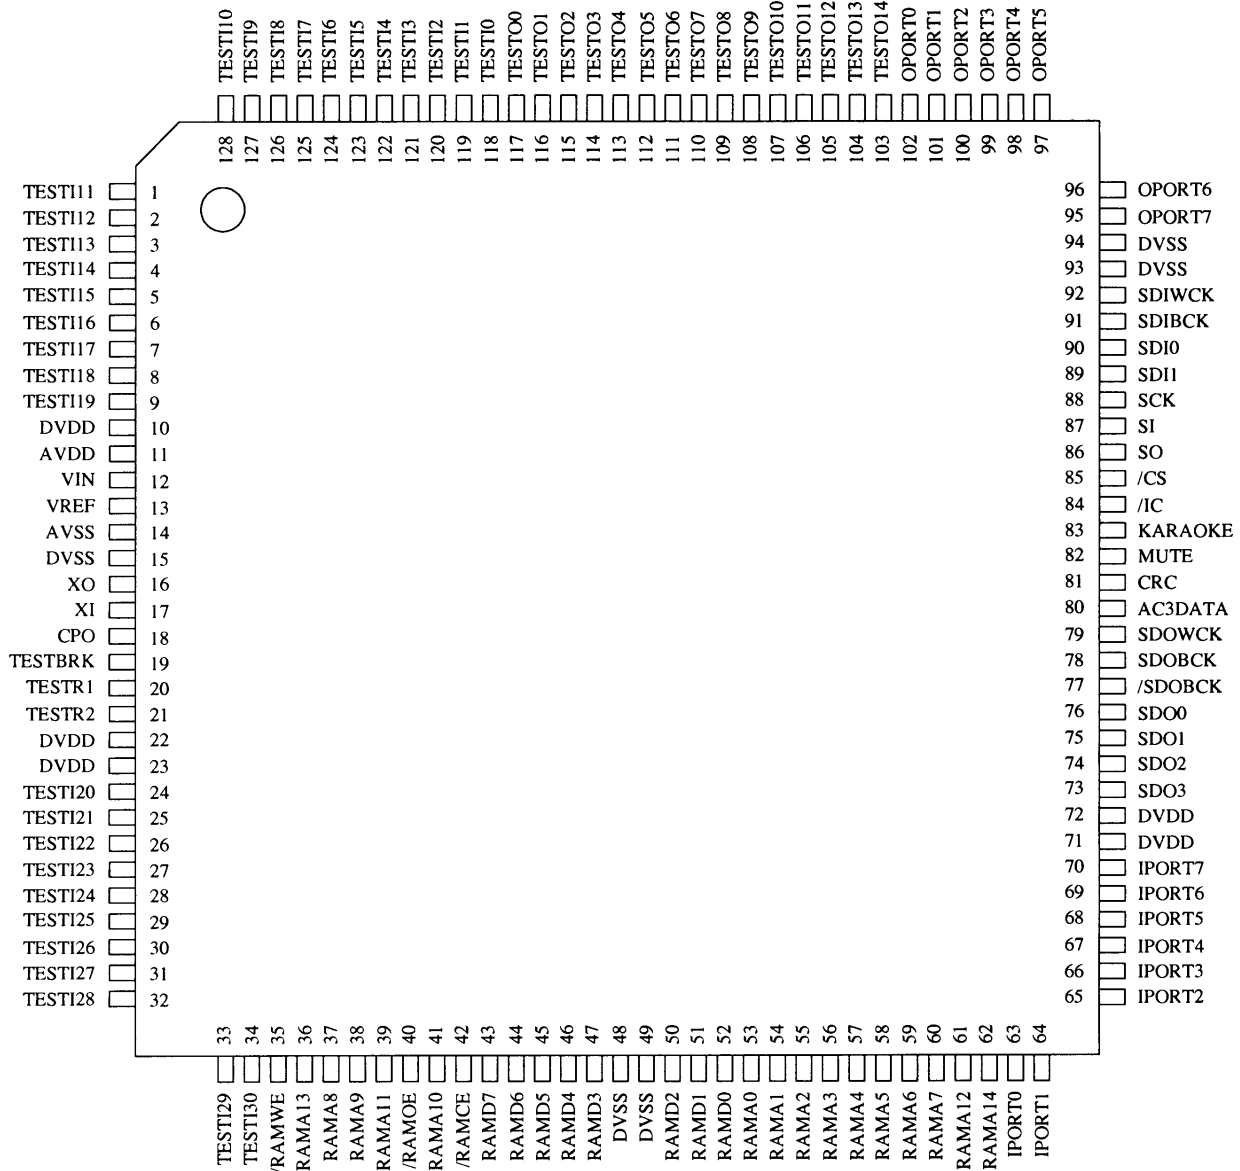 TESTI10 TESTI9 TESTI8 TESTI7 TESTI6 TESTI5 TESTI4 TESTI3 TESTI2 TESTI1 TESTI0 TESTO0 TESTO1 TESTO2 TESTO3 TESTO4 TESTO5 TESTO6 TESTO7 TESTO8 TESTO9 TESTO10 TESTO11 TESTO12 TESTO13 TESTO14 OPORT0 OPORT1 OPORT2 OPORT3 OPORT4 OPORT5
128 127 126 125 124 123 122 121 120 119 118 117 116 115 114 113 112 111 110 109 108 107 106 105 104 103 102 101 100 99 98 97
TESTI11 1 96 OPORT6
TESTI12 2 95 OPORT7
TESTI13 3 94 DVSS
TESTI14 4 93 DVSS
TESTI15 5 92 SDIWCK
TESTI16 6 91 SDIBCK
TESTI17 7 90 SDI0
TESTI18 8 89 SDI1
TESTI19 9 88 SCK
DVDD 10 87 SI
AVDD 11 86 SO
VIN 12 85 /CS
VREF 13 84 /IC
AVSS 14 83 KARAOKE
DVSS 15 82 MUTE
XO 16 81 CRC
XI 17 80 AC3DATA
CPO 18 79 SDOWCK
TESTBRK 19 78 SDOBCK
TESTR1 20 77 /SDOBCK
TESTR2 21 76 SDO0
DVDD 22 75 SDO1
DVDD 23 74 SDO2
TESTI20 24 73 SDO3
TESTI21 25 72 DVDD
TESTI22 26 71 DVDD
TESTI23 27 70 IPORT7
TESTI24 28 69 IPORT6
TESTI25 29 68 IPORT5
TESTI26 30 67 IPORT4
TESTI27 31 66 IPORT3
TESTI28 32 65 IPORT2
33 34 35 36 37 38 39 40 41 42 43 44 45 46 47 48 49 50 51 52 53 54 55 56 57 58 59 60 61 62 63 64
TESTI29 TESTI30 /RAMWE RAMA13 RAMA8 RAMA9 RAMA11 /RAMOE RAMA10 /RAMCE RAMD7 RAMD6 RAMD5 RAMD4 RAMD3 DVSS DVSS RAMD2 RAMD1 RAMD0 RAMA0 RAMA1 RAMA2 RAMA3 RAMA4 RAMA5 RAMA6 RAMA7 RAMA12 RAMA14 IPORT0 IPORT1